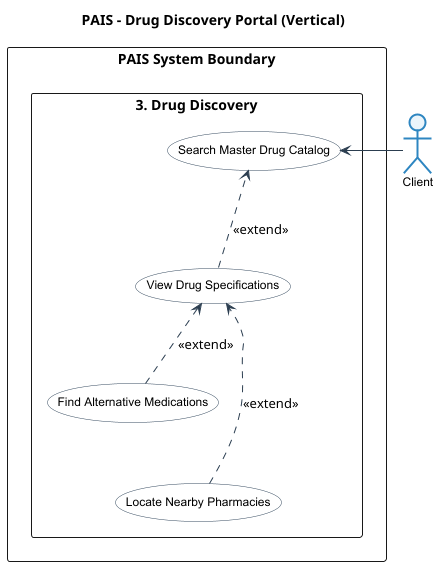 PAIS - Drug Discovery Portal (Vertical)
PAIS System Boundary
3. Drug Discovery
Search Master Drug Catalog
Client
«extend»
View Drug Specifications
«extend»
Find Alternative Medications
«extend»
Locate Nearby Pharmacies